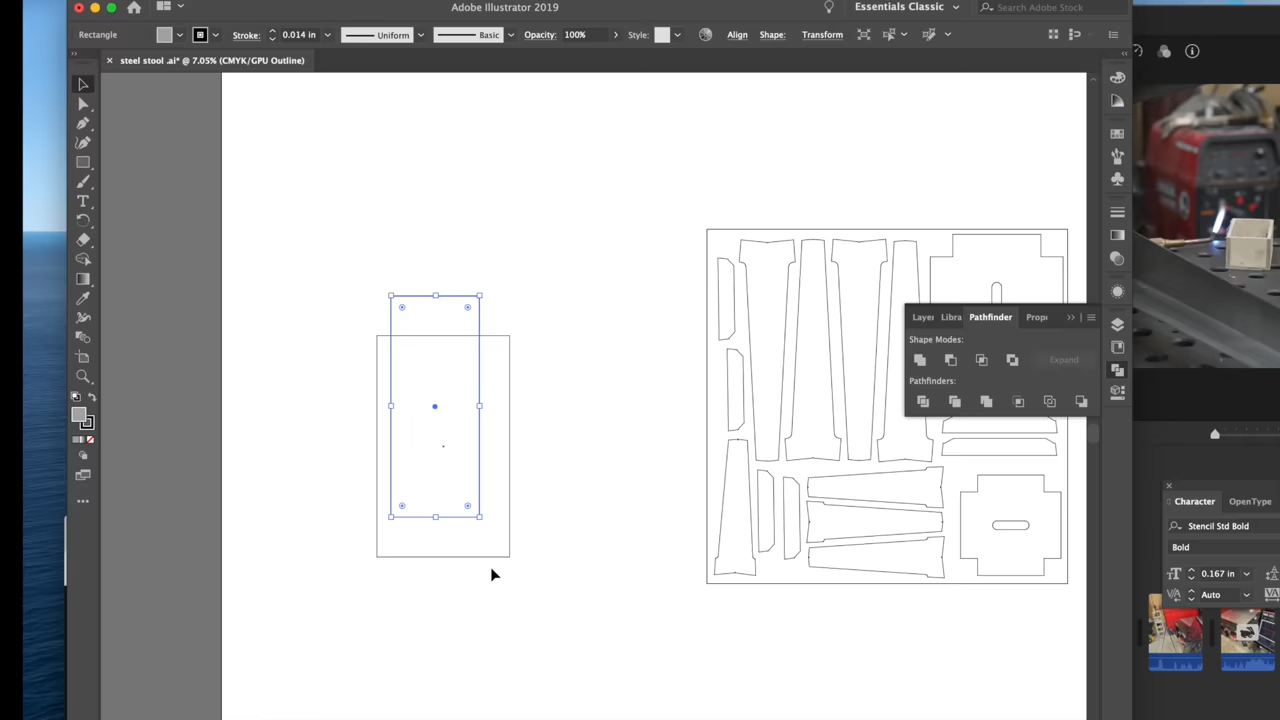 Adobe Illustrator 2019
Essentials Classic
Search Adobe Stock
Rectangle
Stroke:
0.014 in
Uniform
Basic
Opacity:
100%
Style:
Align
Shape:
Transform
× steel stool .ai* @ 7.05% (CMYK/GPU Outline)
Layer
Libra
Pathfinder
Prope
Shape Modes:
Expand
Pathfinders:
Character
OpenType
Stencil Std Bold
Bold
0.167 in
Auto